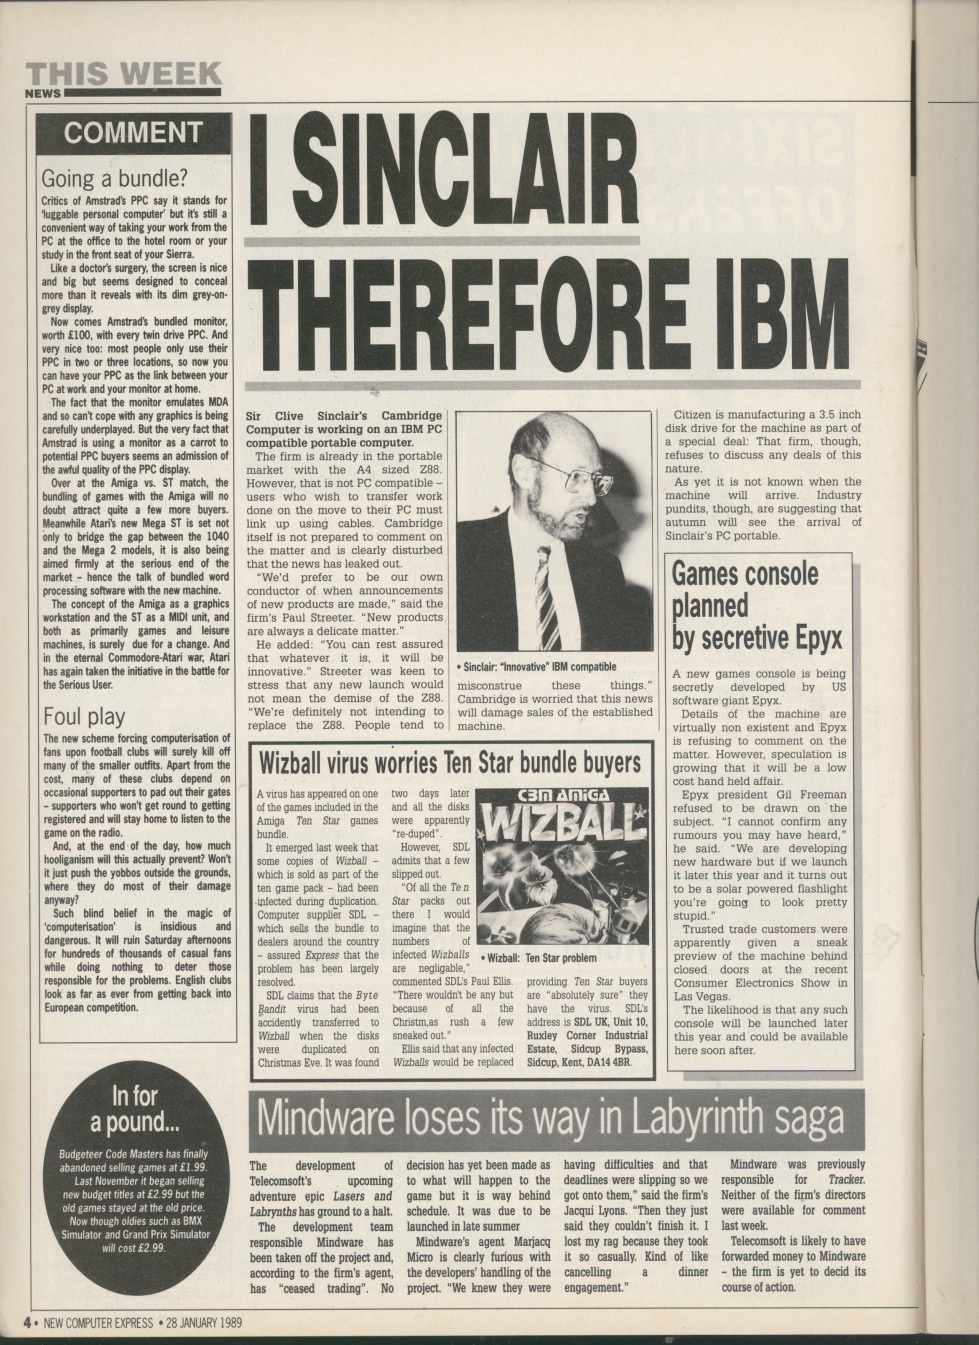 THIS WEEK
NEWS
COMMENT
Going a bundle?
Critics of Amstrad's PPC say it stands for
'luggable personal computer' but it's still a
convenient way of taking your work from the
PC at the office to the hotel room or your
study in the front seat of your Sierra.
Like a doctor's surgery, the screen is nice
and big but seems designed to conceal
more than it reveals with its dim grey-on-
grey display.
Now comes Amstrad's bundled monitor,
worth £100, with every twin drive PPC. And
very nice too: most people only use their
PPC in two or three locations, so now you
can have your PPC as the link between your
PC at work and your monitor at home.
The fact that the monitor emulates MDA
and so can't cope with any graphics is being
carefully underplayed. But the very fact that
Amstrad is using a monitor as a carrot to
potential PPC buyers seems an admission of
the awful quality of the PPC display.
Over at the Amiga vs. ST match, the
bundling of games with the Amiga will no
doubt attract quite a few more buyers.
Meanwhile Atari's new Mega ST is set not
only to bridge the gap between the 1040
and the Mega 2 models, it is also being
aimed firmly at the serious end of the
market – hence the talk of bundled word
processing software with the new machine.
The concept of the Amiga as a graphics
workstation and the ST as a MIDI unit, and
both as primarily games and leisure
machines, is surely due for a change. And
in the eternal Commodore-Atari war, Atari
has again taken the initiative in the battle for
the Serious User.
Foul play
The new scheme forcing computerisation of
fans upon football clubs will surely kill off
many of the smaller outfits. Apart from the
cost, many of these clubs depend on
occasional supporters to pad out their gates
– supporters who won't get round to getting
registered and will stay home to listen to the
game on the radio.
And, at the end of the day, how much
hooliganism will this actually prevent? Won't
it just push the yobbos outside the grounds,
where they do most of their damage
anyway?
Such blind belief in the magic of
'computerisation' is insidious and
dangerous. It will ruin Saturday afternoons
for hundreds of thousands of casual fans
while doing nothing to deter those
responsible for the problems. English clubs
look as far as ever from getting back into
European competition.
In for
a pound...
Budgeteer Code Masters has finally
abandoned selling games at £1.99.
Last November it began selling
new budget titles at £2.99 but the
old games stayed at the old price.
Now though oldies such as BMX
Simulator and Grand Prix Simulator
will cost £2.99.
I SINCLAIR
THEREFORE IBM
Sir Clive Sinclair's Cambridge
Computer is working on an IBM PC
compatible portable computer.
The firm is already in the portable
market with the A4 sized Z88.
However, that is not PC compatible –
users who wish to transfer work
done on the move to their PC must
link up using cables. Cambridge
itself is not prepared to comment on
the matter and is clearly disturbed
that the news has leaked out.
"We'd prefer to be our own
conductor of when announcements
of new products are made," said the
firm's Paul Streeter. "New products
are always a delicate matter."
He added: "You can rest assured
that whatever it is, it will be
innovative." Streeter was keen to
stress that any new launch would
not mean the demise of the Z88.
"We're definitely not intending to
replace the Z88. People tend to
• Sinclair: "Innovative" IBM compatible
misconstrue these things."
Cambridge is worried that this news
will damage sales of the established
machine.
Citizen is manufacturing a 3.5 inch
disk drive for the machine as part of
a special deal: That firm, though,
refuses to discuss any deals of this
nature.
As yet it is not known when the
machine will arrive. Industry
pundits, though, are suggesting that
autumn will see the arrival of
Sinclair's PC portable.
Games console
planned
by secretive Epyx
A new games console is being
secretly developed by US
software giant Epyx.
Details of the machine are
virtually non existent and Epyx
is refusing to comment on the
matter. However, speculation is
growing that it will be a low
cost hand held affair.
Epyx president Gil Freeman
refused to be drawn on the
subject. "I cannot confirm any
rumours you may have heard,"
he said. "We are developing
new hardware but if we launch
it later this year and it turns out
to be a solar powered flashlight
you're going to look pretty
stupid."
Trusted trade customers were
apparently given a sneak
preview of the machine behind
closed doors at the recent
Consumer Electronics Show in
Las Vegas.
The likelihood is that any such
console will be launched later
this year and could be available
here soon after.
Wizball virus worries Ten Star bundle buyers
A virus has appeared on one
of the games included in the
Amiga Ten Star games
bundle.
It emerged last week that
some copies of Wizball –
which is sold as part of the
ten game pack – had been
infected during duplication.
Computer supplier SDL –
which sells the bundle to
dealers around the country
– assured Express that the
problem has been largely
resolved.
SDL claims that the Byte
Bandit virus had been
accidently transferred to
Wizball when the disks
were duplicated on
Christmas Eve. It was found
two days later
and all the disks
were apparently
"re-duped".
However, SDL
admits that a few
slipped out.
"Of all the Ten
Star packs out
there I would
imagine that the
numbers of
infected Wizballs
are negligible,"
commented SDL's Paul Ellis.
"There wouldn't be any but
because of all the
Christm,as rush a few
sneaked out."
Ellis said that any infected
Wizballs would be replaced
CBM AMIGA
WIZBALL
• Wizball: Ten Star problem
providing Ten Star buyers
are "absolutely sure" they
have the virus. SDL's
address is SDL UK, Unit 10,
Ruxley Corner Industrial
Estate, Sidcup Bypass,
Sidcup, Kent, DA14 4BR.
Mindware loses its way in Labyrinth saga
The development of
Telecomsoft's upcoming
adventure epic Lasers and
Labrynths has ground to a halt.
The development team
responsible Mindware has
been taken off the project and,
according to the firm's agent,
has "ceased trading". No
decision has yet been made as
to what will happen to the
game but it is way behind
schedule. It was due to be
launched in late summer
Mindware's agent Marjacq
Micro is clearly furious with
the developers' handling of the
project. "We knew they were
having difficulties and that
deadlines were slipping so we
got onto them," said the firm's
Jacqui Lyons. "Then they just
said they couldn't finish it. I
lost my rag because they took
it so casually. Kind of like
cancelling a dinner
engagement."
Mindware was previously
responsible for Tracker.
Neither of the firm's directors
were available for comment
last week.
Telecomsoft is likely to have
forwarded money to Mindware
– the firm is yet to decid its
course of action.
4 • NEW COMPUTER EXPRESS • 28 JANUARY 1989